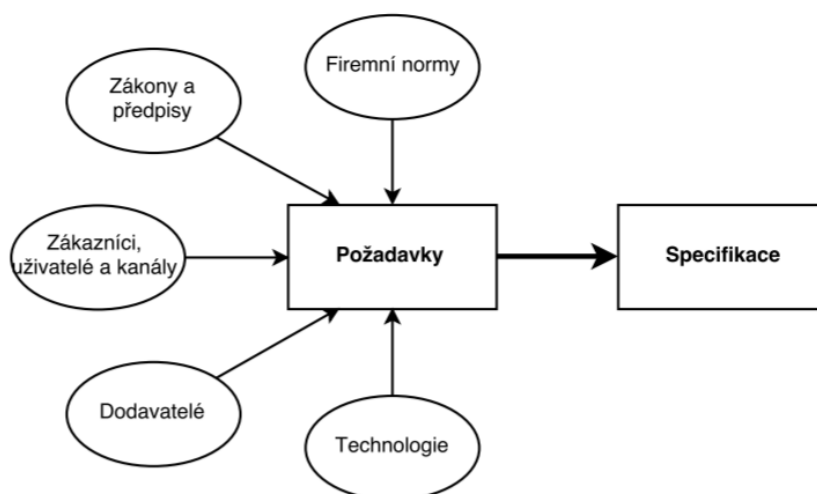 Firemní normy
Zákony a
předpisy
Zákazníci,
uživatelé a kanály
Požadavky
Specifikace
Dodavatelé
Technologie